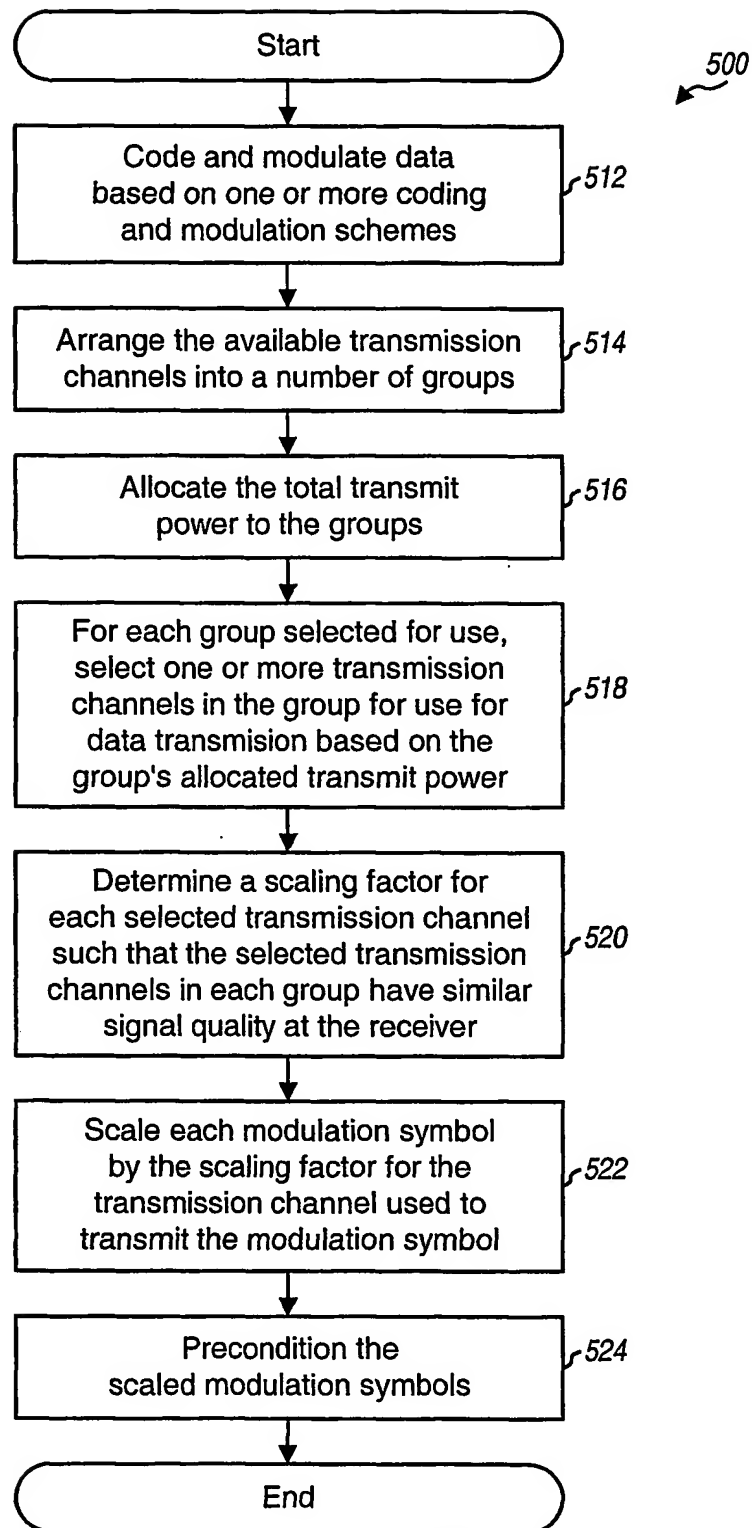 Start
500
Code and modulate data
based on one or more coding
and modulation schemes
512
Arrange the available transmission
channels into a number of groups
514
Allocate the total transmit
power to the groups
516
For each group selected for use,
select one or more transmission
channels in the group for use for
data transmision based on the
group's allocated transmit power
518
Determine a scaling factor for
each selected transmission channel
such that the selected transmission
channels in each group have similar
signal quality at the receiver
520
Scale each modulation symbol
by the scaling factor for the
transmission channel used to
transmit the modulation symbol
522
Precondition the
scaled modulation symbols
524
End